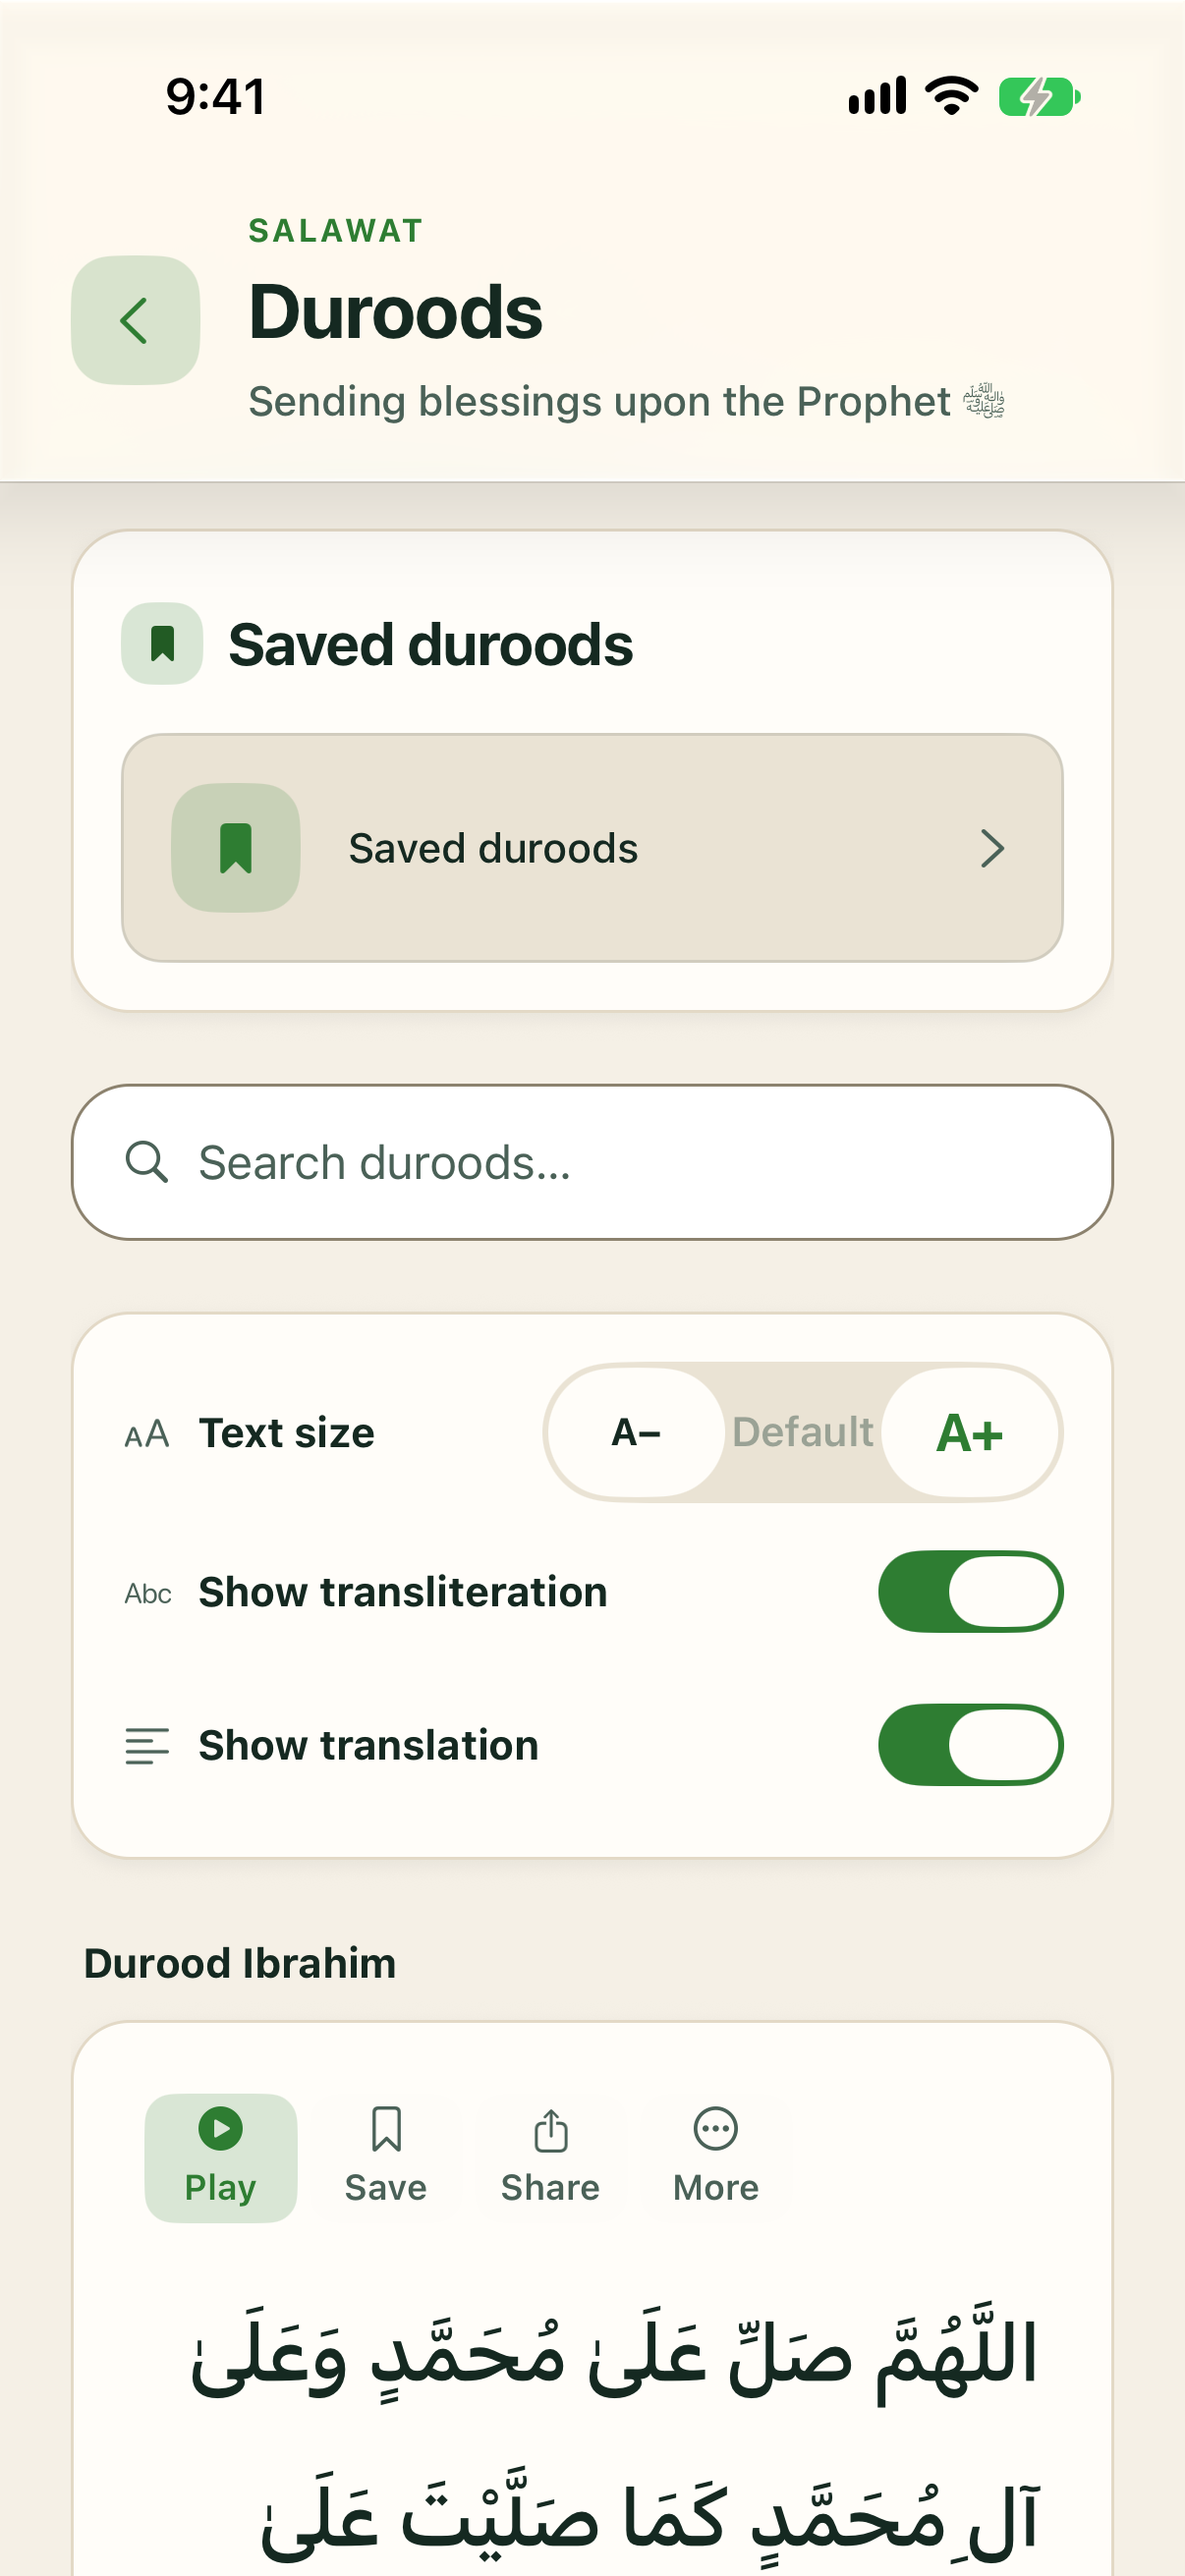 9:41
SALAWAT
Duroods
Sending blessings upon the Prophet ﷺ
Saved duroods
Saved duroods
Search duroods...
AA Text size A− Default A+
Abc Show transliteration
Show translation
Durood Ibrahim
Play Save Share More
اللَّهُمَّ صَلِّ عَلَىٰ مُحَمَّدٍ وَعَلَىٰ
آلِ مُحَمَّدٍ كَمَا صَلَّيْتَ عَلَىٰ